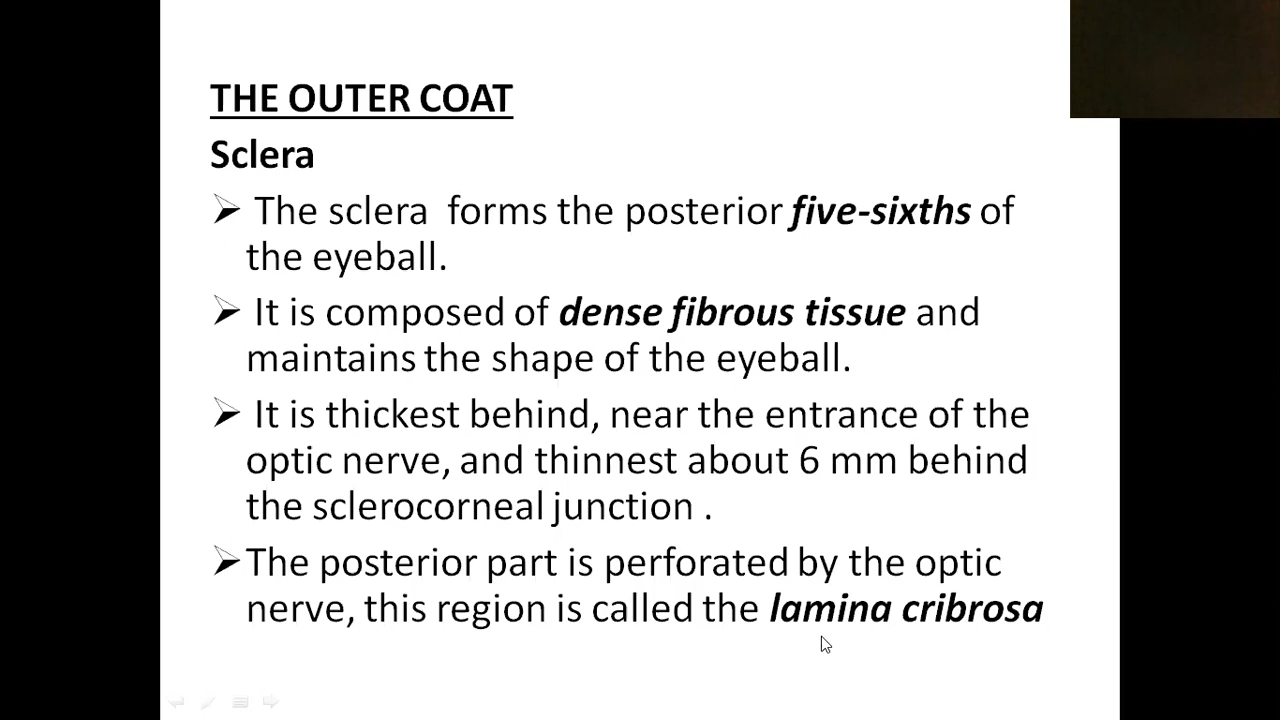 THE OUTER COAT
Sclera
➢ The sclera forms the posterior five-sixths of
the eyeball.
➢ It is composed of dense fibrous tissue and
maintains the shape of the eyeball.
➢ It is thickest behind, near the entrance of the
optic nerve, and thinnest about 6 mm behind
the sclerocorneal junction .
➢ The posterior part is perforated by the optic
nerve, this region is called the lamina cribrosa